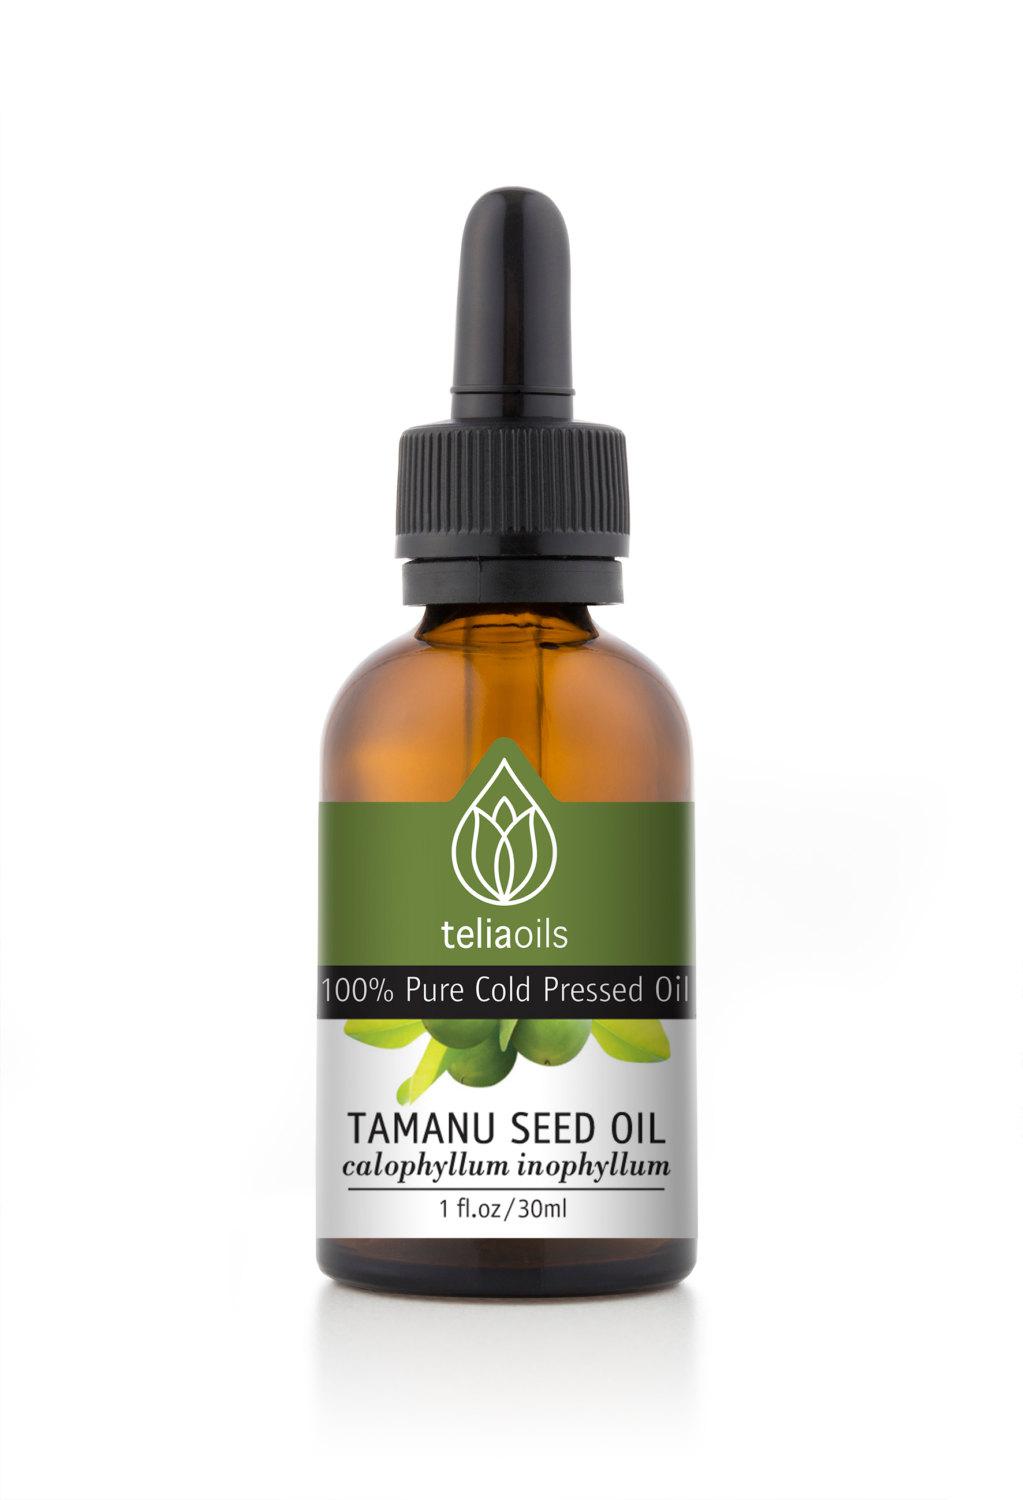 teliaoils
100% Pure Cold Pressed Oil
TAMANU SEED OIL
calophyllum inophyllum
1 fl.oz/30ml